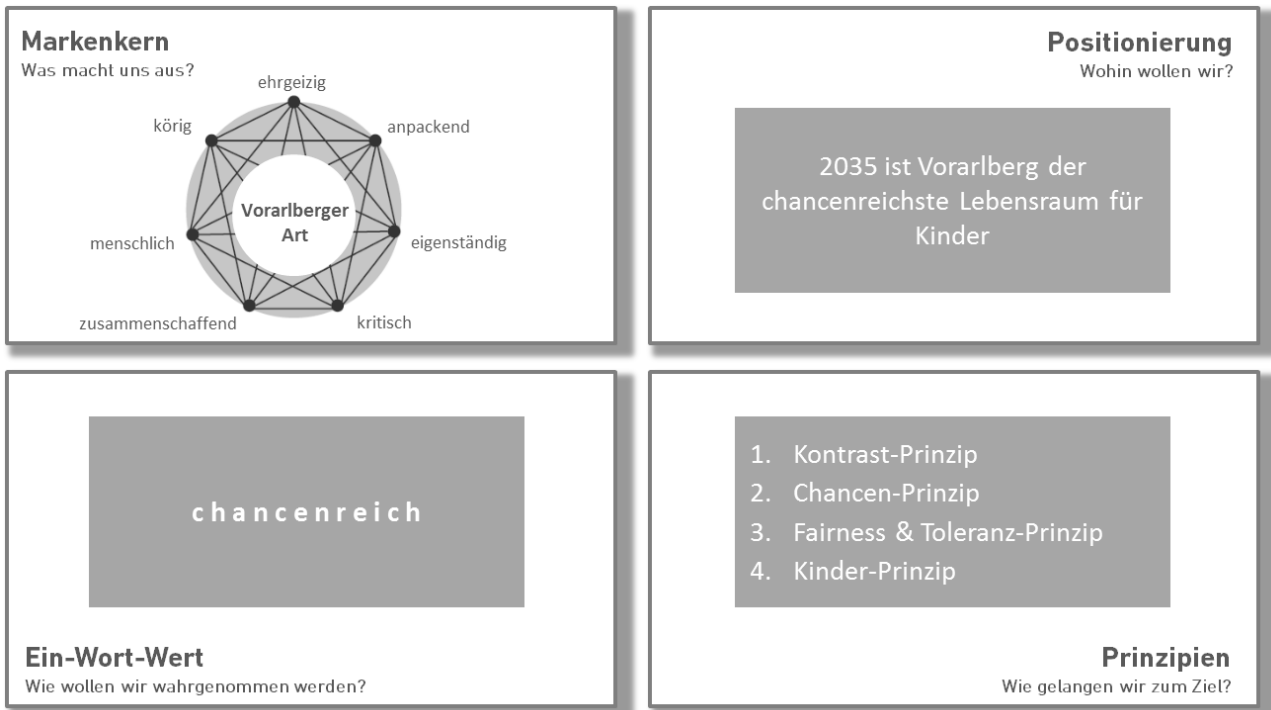 Markenkern
Was macht uns aus?
ehrgeizig
körig
anpackend
Vorarlberger
Art
menschlich
eigenständig
zusammenschaffend
kritisch
Positionierung
Wohin wollen wir?
2035 ist Vorarlberg der
chancenreichste Lebensraum für
Kinder
chancenreich
Ein-Wort-Wert
Wie wollen wir wahrgenommen werden?
1. Kontrast-Prinzip
2. Chancen-Prinzip
3. Fairness & Toleranz-Prinzip
4. Kinder-Prinzip
Prinzipien
Wie gelangen wir zum Ziel?